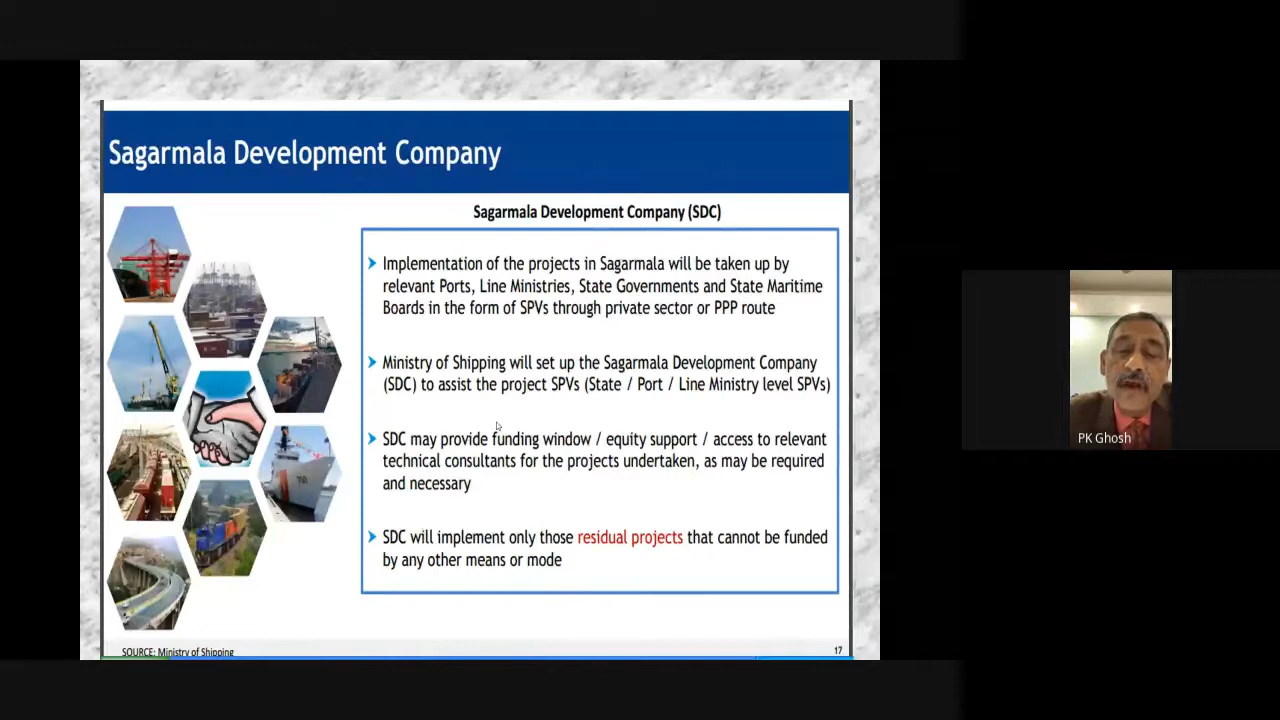 Sagarmala Development Company
Sagarmala Development Company (SDC)
Implementation of the projects in Sagarmala will be taken up by
relevant Ports, Line Ministries, State Governments and State Maritime
Boards in the form of SPVs through private sector or PPP route
Ministry of Shipping will set up the Sagarmala Development Company
(SDC) to assist the project SPVs (State / Port / Line Ministry level SPVs)
SDC may provide funding window / equity support / access to relevant
technical consultants for the projects undertaken, as may be required
and necessary
SDC will implement only those residual projects that cannot be funded
by any other means or mode
SOURCE: Ministry of Shipping
17
PK Ghosh